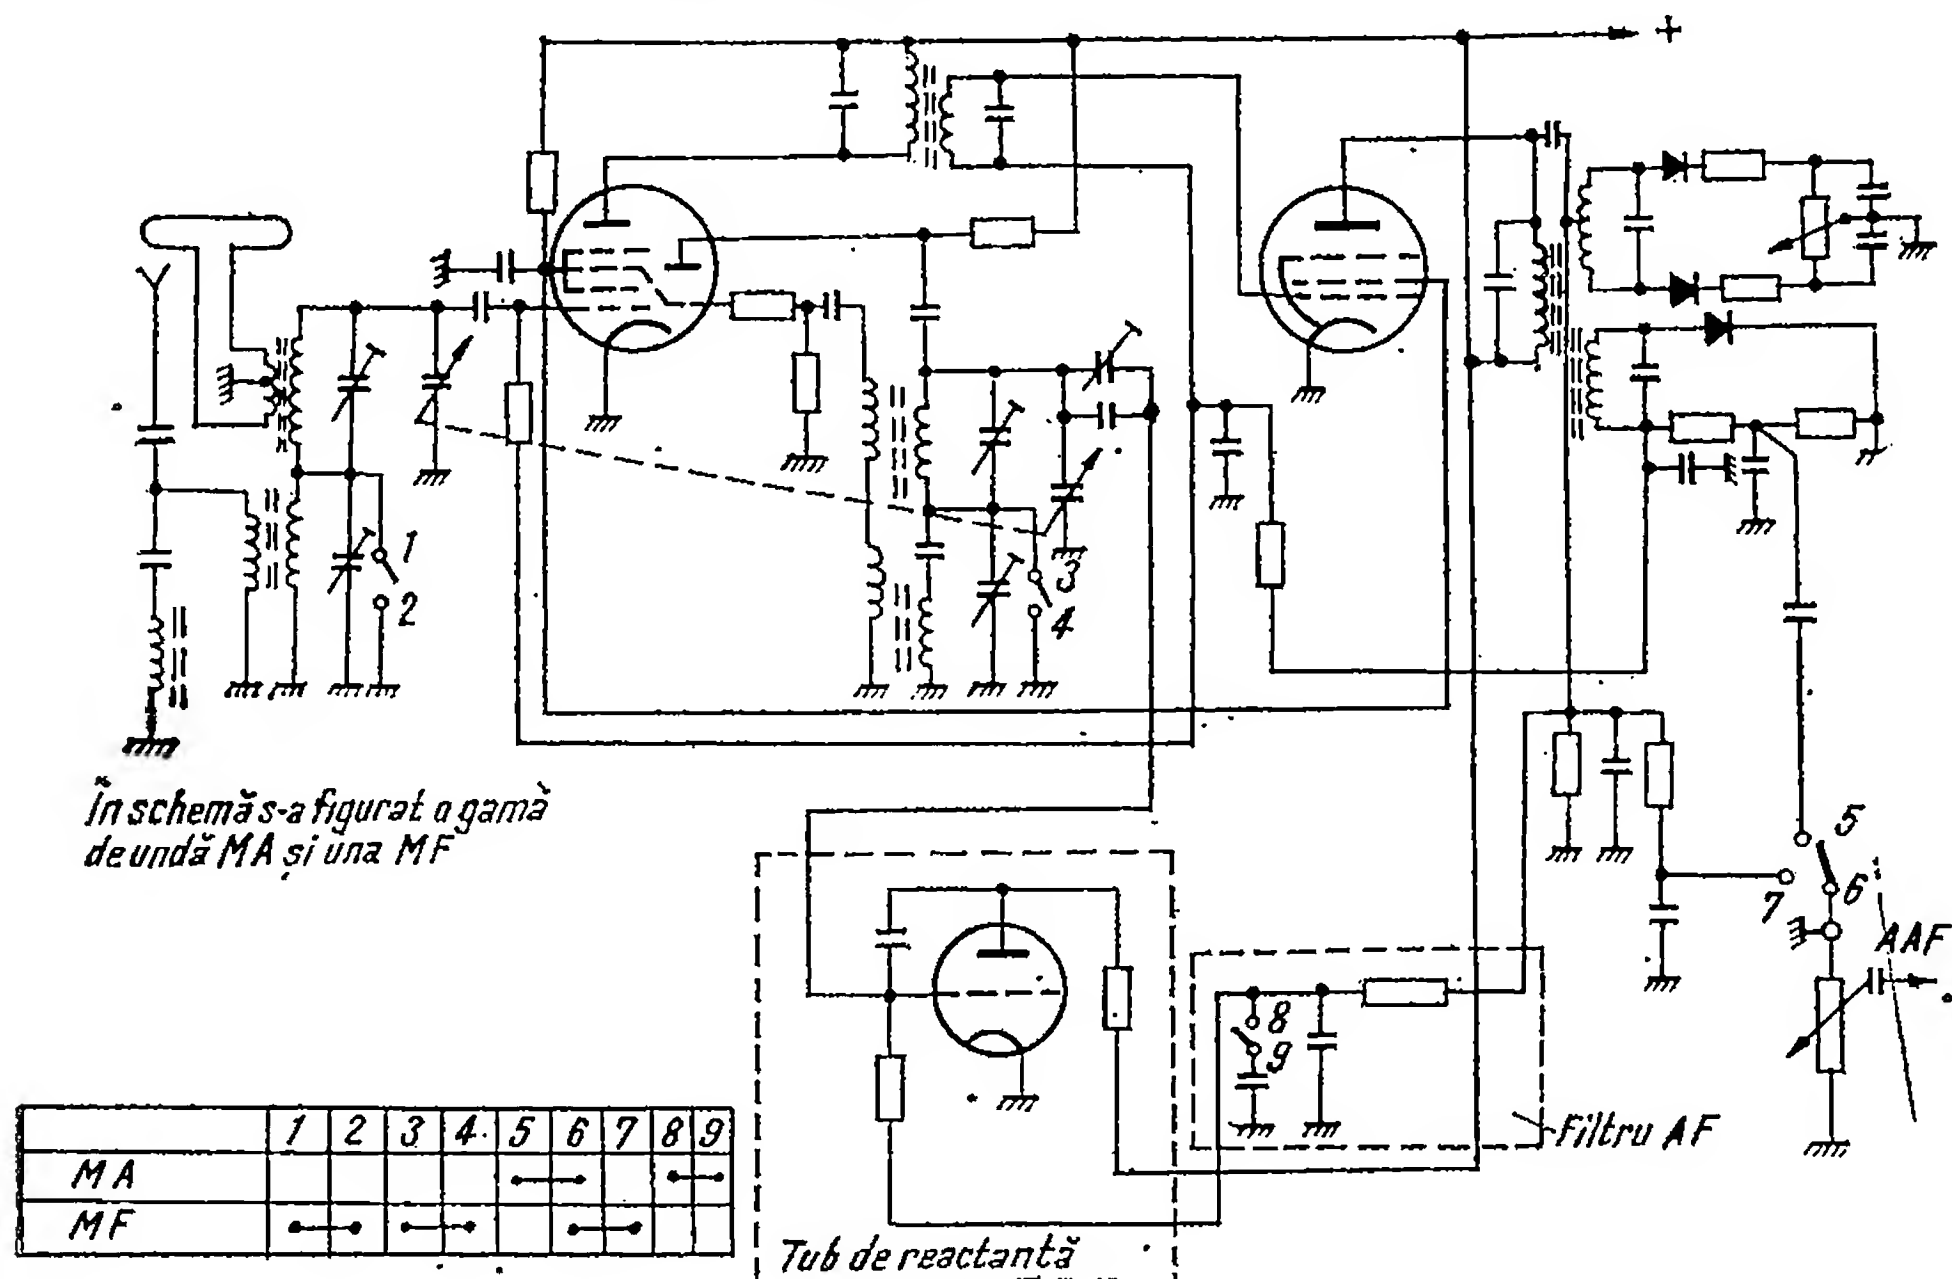 +
1
2
3
4
În schemă s-a figurat o gamă
de undă MA și una MF
5
6
7
AAF
8
9
Filtru AF
1 2 3 4 5 6 7 8 9
MA
MF
Tub de reactantă